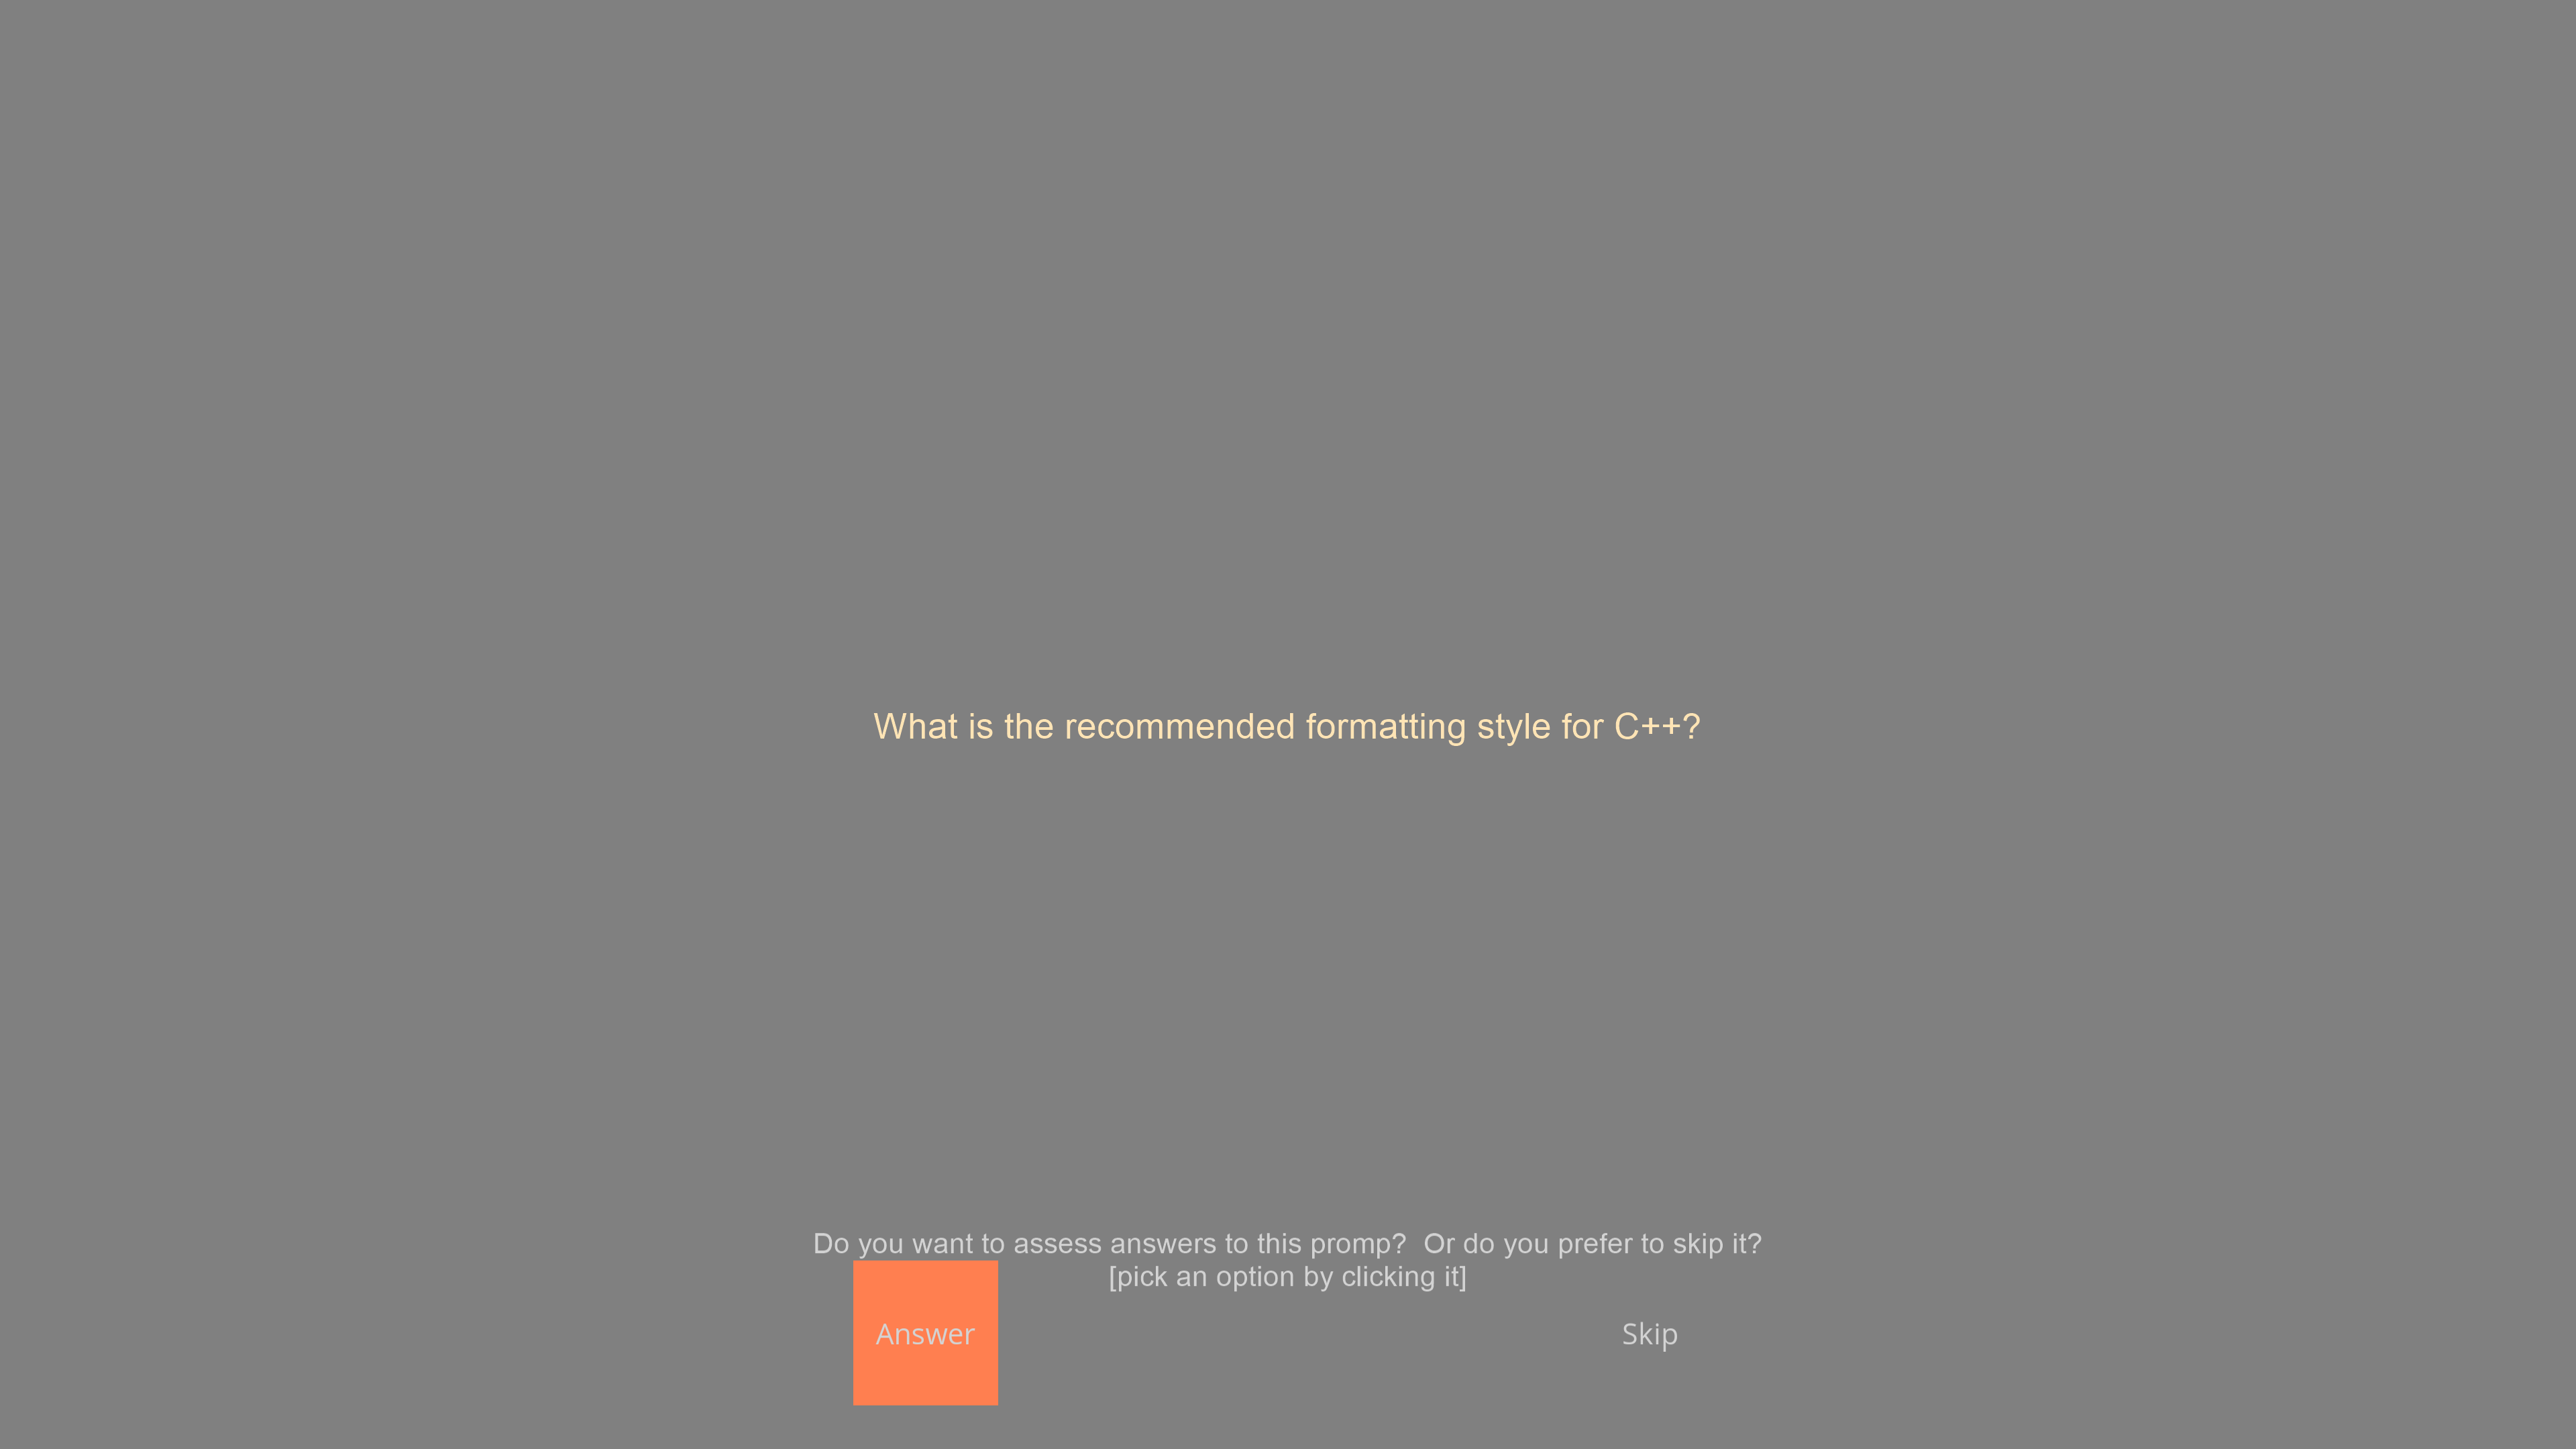 What is the recommended formatting style for C++?
Do you want to assess answers to this promp?  Or do you prefer to skip it?
[pick an option by clicking it]
Answer
Skip